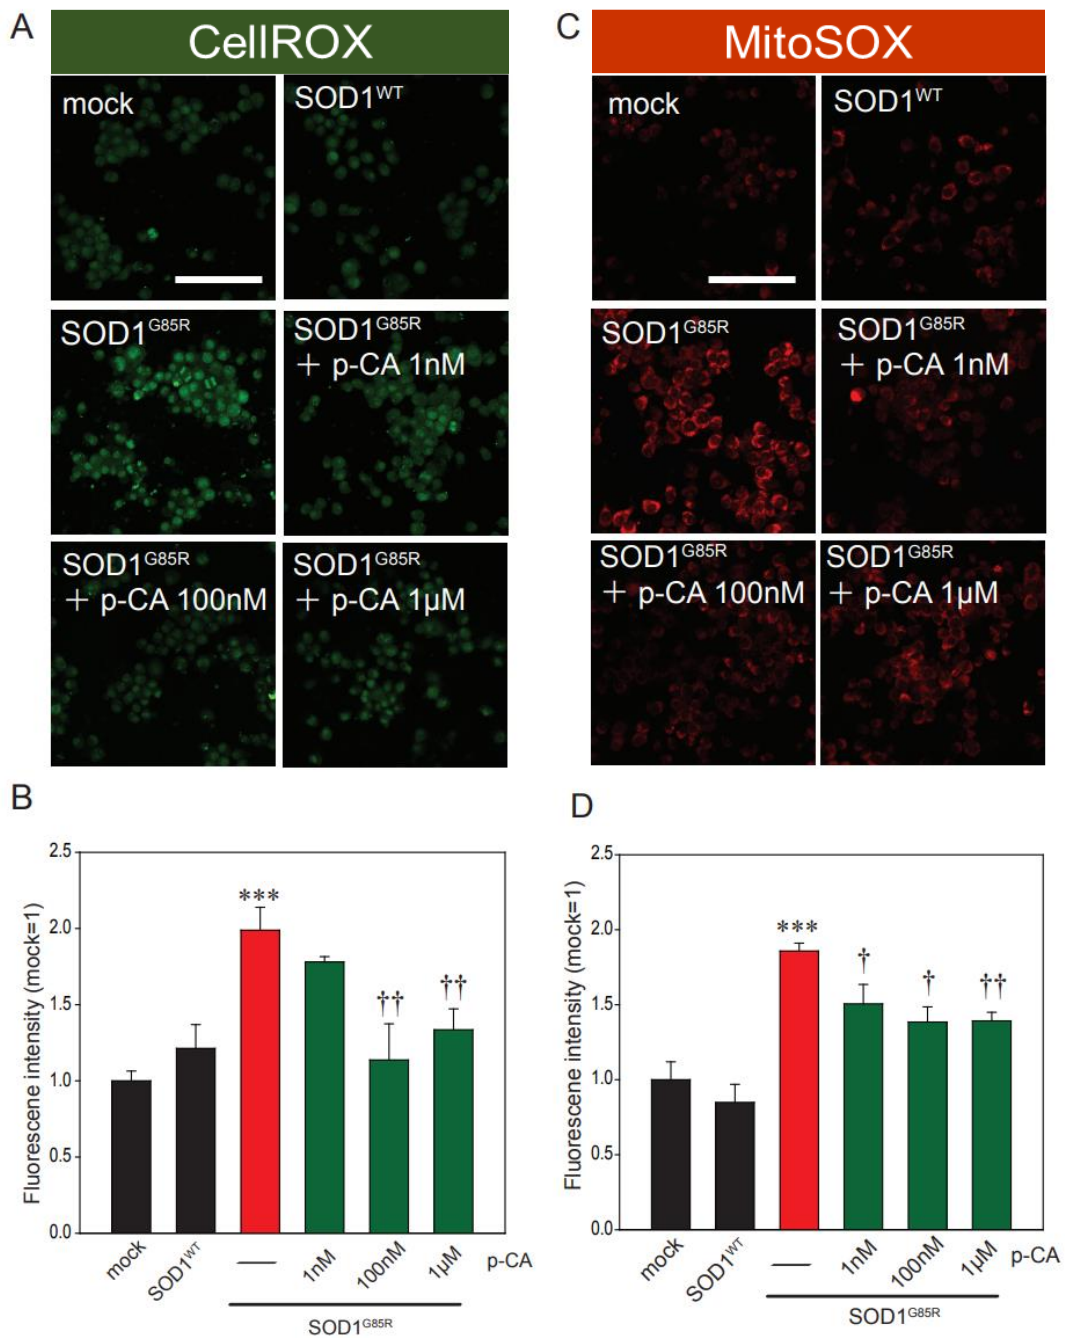 A
CellROX
mock
SOD1WT
SOD1G85R
SOD1G85R
+ p-CA 1nM
SOD1G85R
+ p-CA 100nM
SOD1G85R
+ p-CA 1µM
C
MitoSOX
mock
SOD1WT
SOD1G85R
SOD1G85R
+ p-CA 1nM
SOD1G85R
+ p-CA 100nM
SOD1G85R
+ p-CA 1µM
B
Fluorescene intensity (mock=1)
2.5
2.0
1.5
1.0
0.5
0.0
***
††
††
mock
SOD1WT
—
1nM
100nM
1µM
p-CA
SOD1G85R
D
Fluorescene intensity (mock=1)
2.5
2.0
1.5
1.0
0.5
0.0
***
†
†
††
mock
SOD1WT
—
1nM
100nM
1µM
p-CA
SOD1G85R